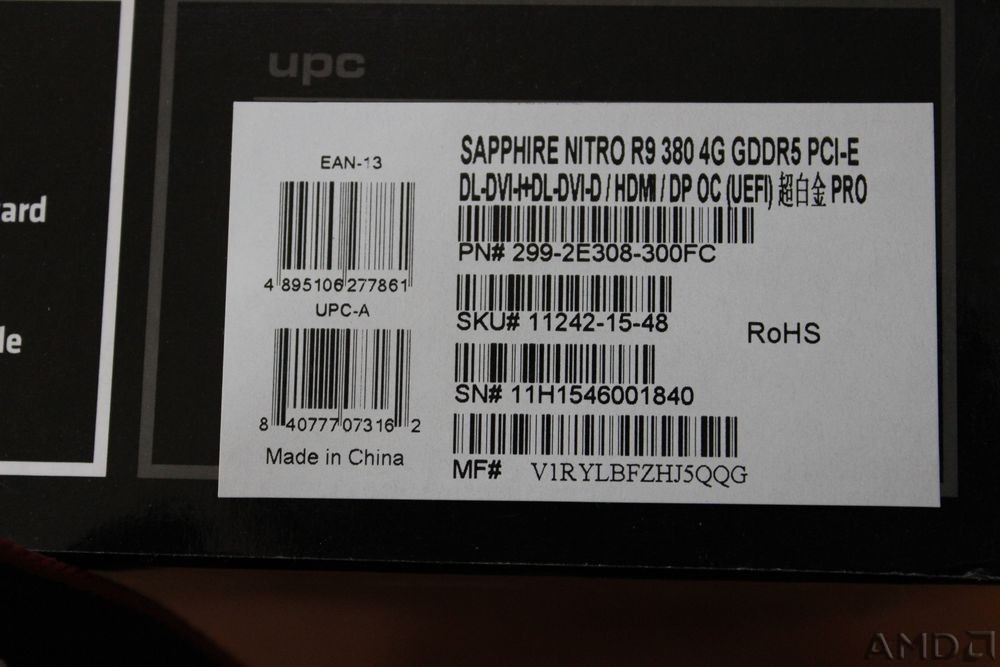 upc
ard
le
EAN-13
4 895106 277861
UPC-A
8 40777 07316 2
Made in China
SAPPHIRE NITRO R9 380 4G GDDR5 PCI-E
DL-DVI-I+DL-DVI-D / HDMI / DP OC (UEFI) 超白金 PRO
PN# 299-2E308-300FC
SKU# 11242-15-48
SN# 11H1546001840
MF# V1RYLBFZHJ5QQG
RoHS
AMD